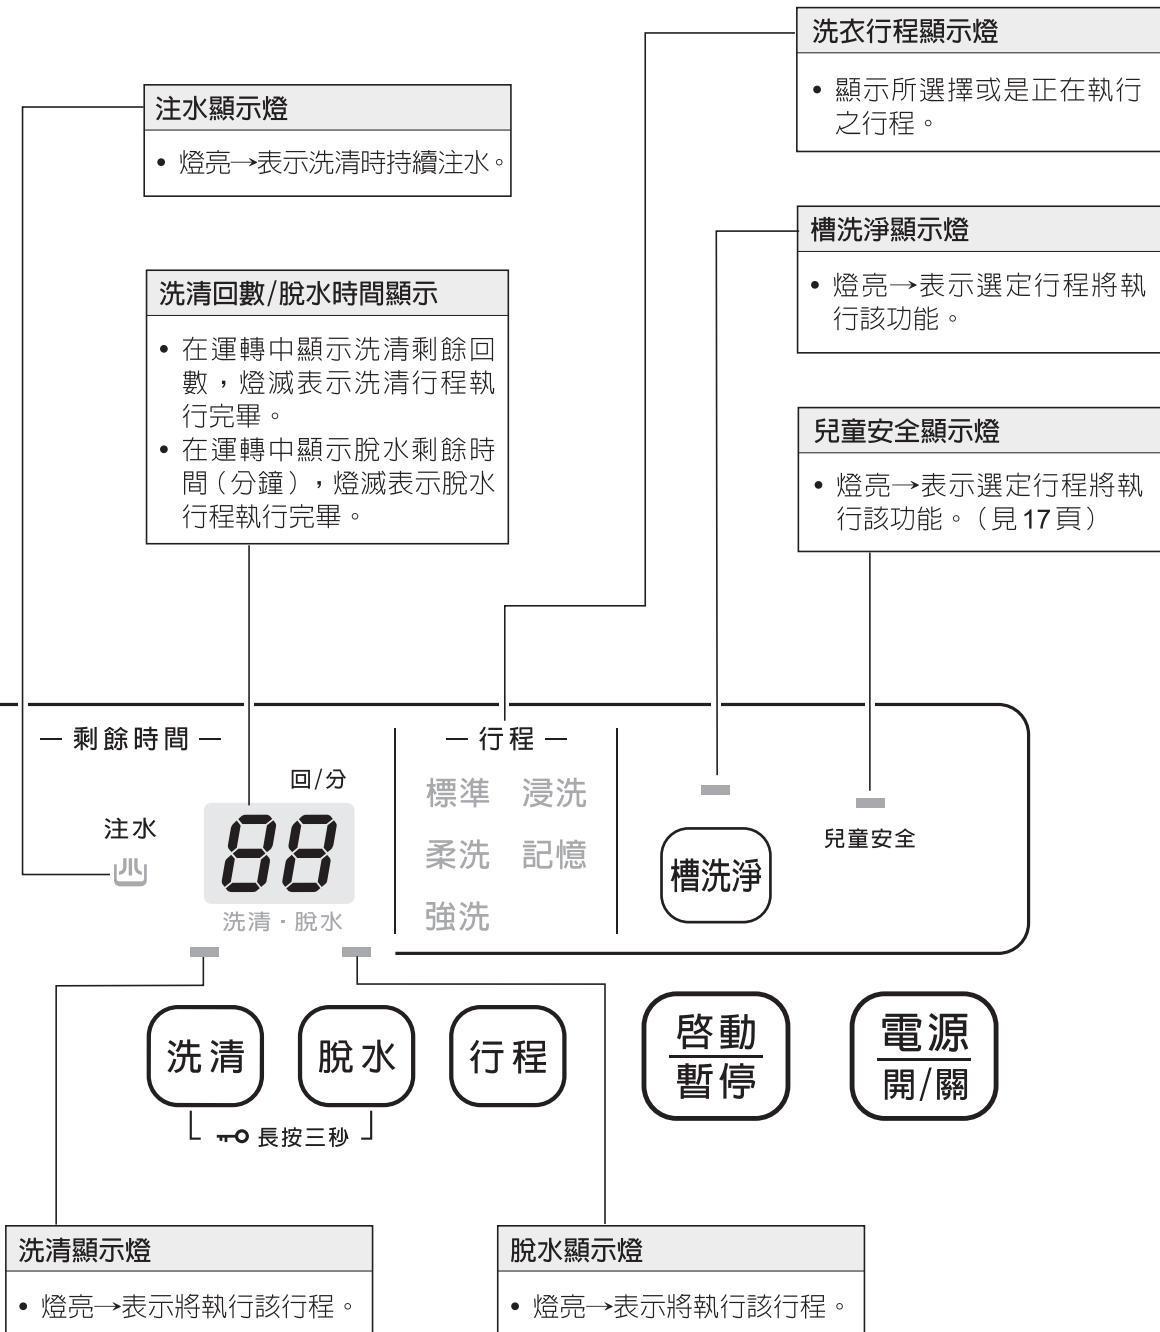 洗衣行程顯示燈
• 顯示所選擇或是正在執行
之行程。
注水顯示燈
• 燈亮→表示洗清時持續注水。
槽洗淨顯示燈
• 燈亮→表示選定行程將執
行該功能。
洗清回數/脫水時間顯示
• 在運轉中顯示洗清剩餘回
數，燈滅表示洗清行程執
行完畢。
• 在運轉中顯示脫水剩餘時
間（分鐘），燈滅表示脫水
行程執行完畢。
兒童安全顯示燈
• 燈亮→表示選定行程將執
行該功能。（見17頁）
— 剩餘時間 —
回/分
注水
88
洗清・脫水
— 行程 —
標準 浸洗
柔洗 記憶
強洗
槽洗淨
兒童安全
洗清
脫水
行程
啓動
暫停
電源
開/關
長按三秒
洗清顯示燈
• 燈亮→表示將執行該行程。
脫水顯示燈
• 燈亮→表示將執行該行程。